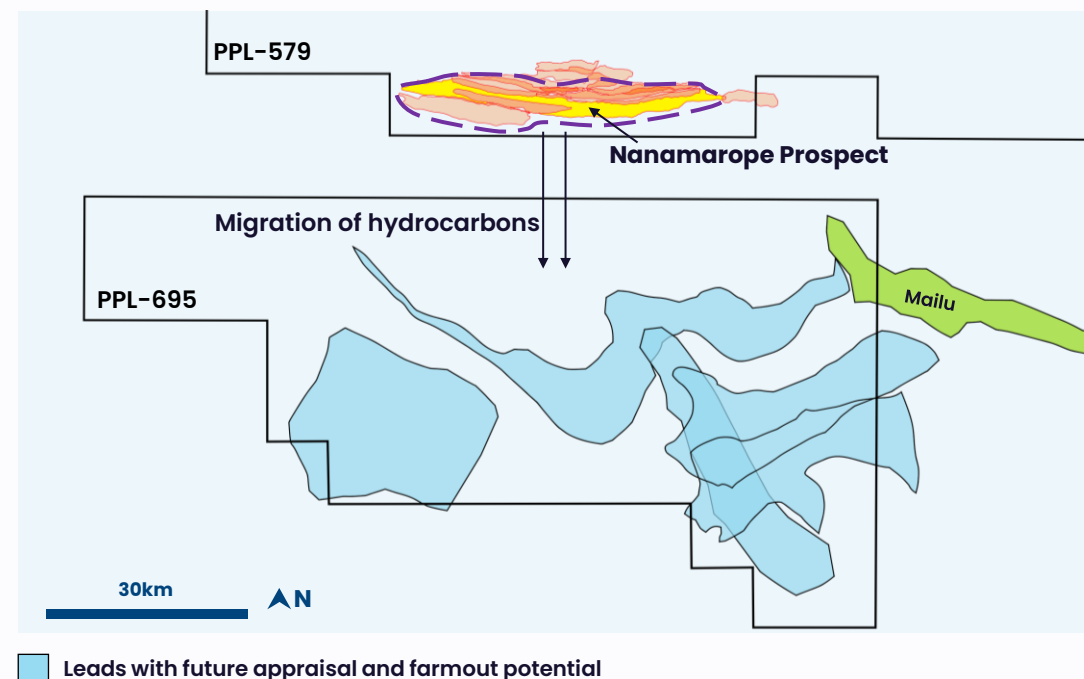 PPL-579
Nanamarope Prospect
Migration of hydrocarbons
PPL-695
Mailu
30km
N
Leads with future appraisal and farmout potential